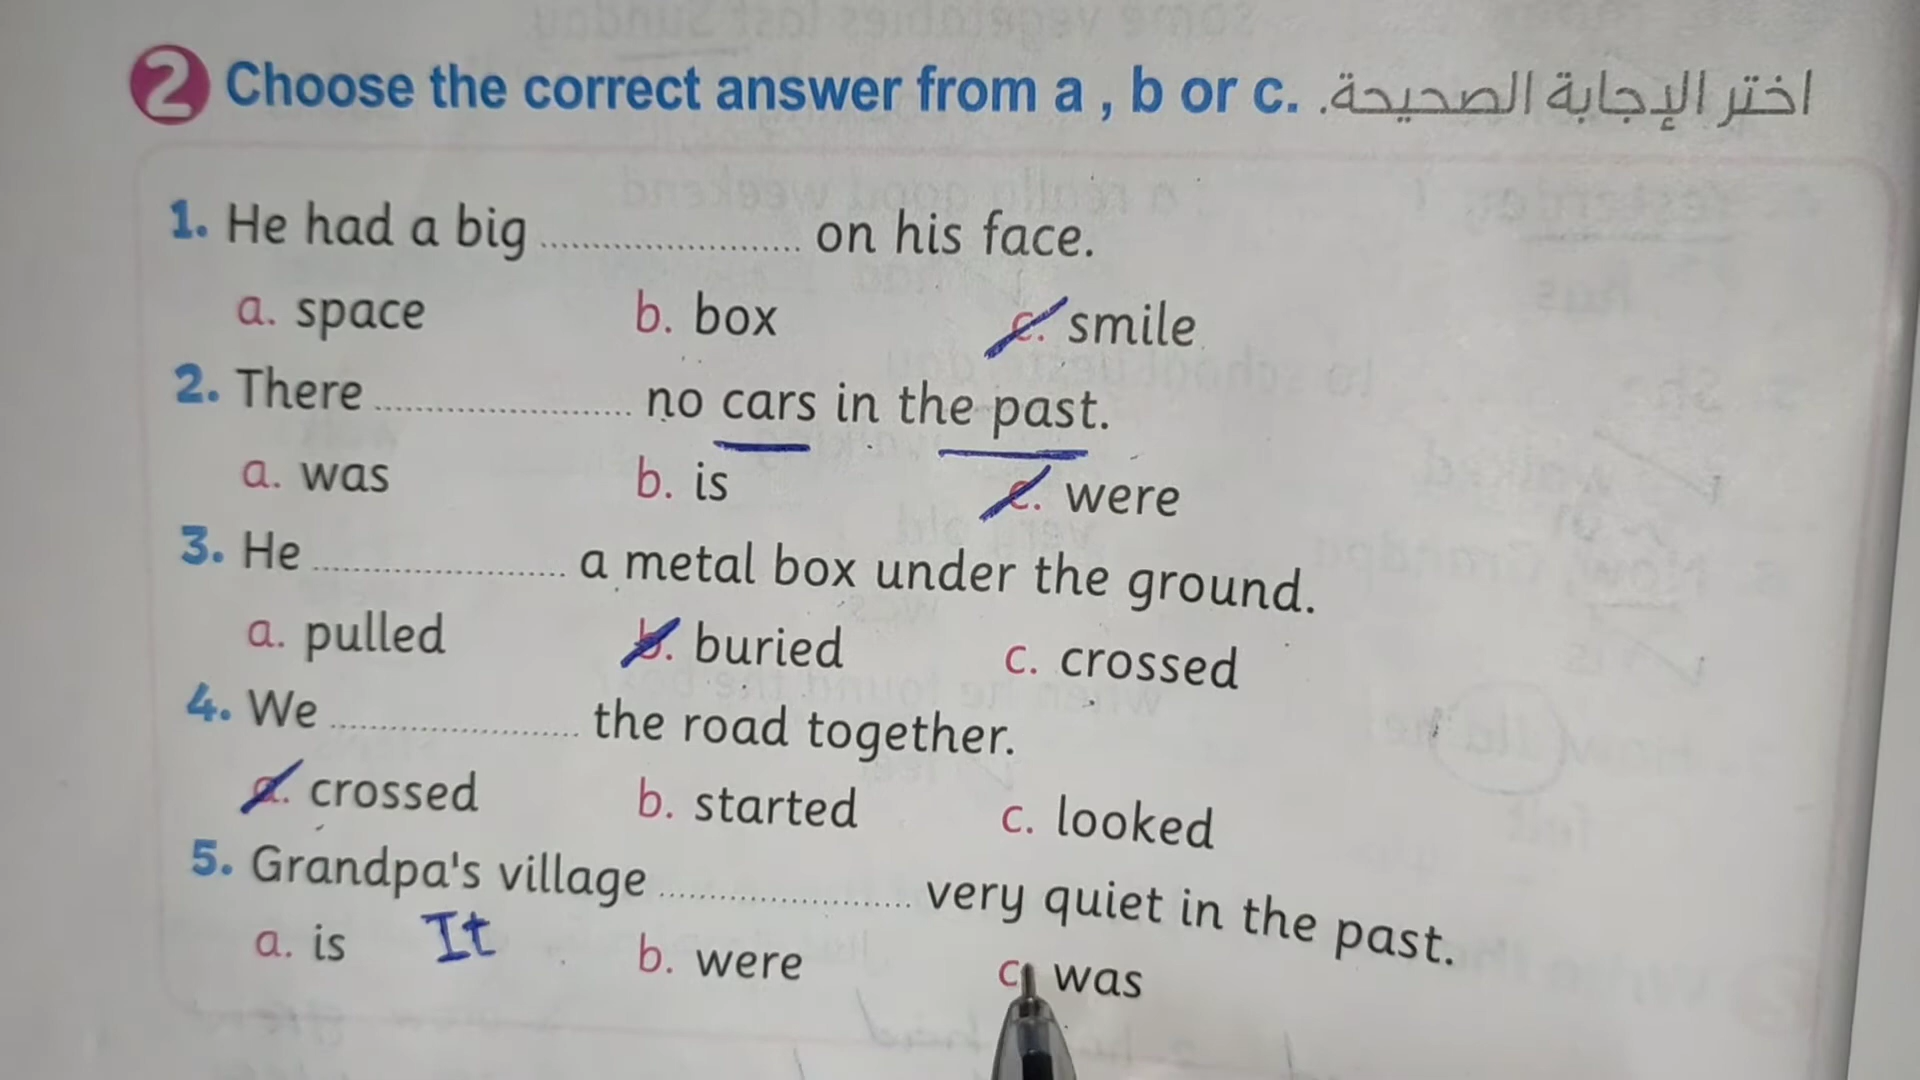 2 Choose the correct answer from a , b or c. اختر الإجابة الصحيحة.
1. He had a big ........................ on his face.
a. space b. box c. smile
2. There ........................ no cars in the past.
a. was b. is c. were
3. He ........................ a metal box under the ground.
a. pulled b. buried c. crossed
4. We ........................ the road together.
a. crossed b. started c. looked
5. Grandpa's village ........................ very quiet in the past.
a. is It b. were c. was